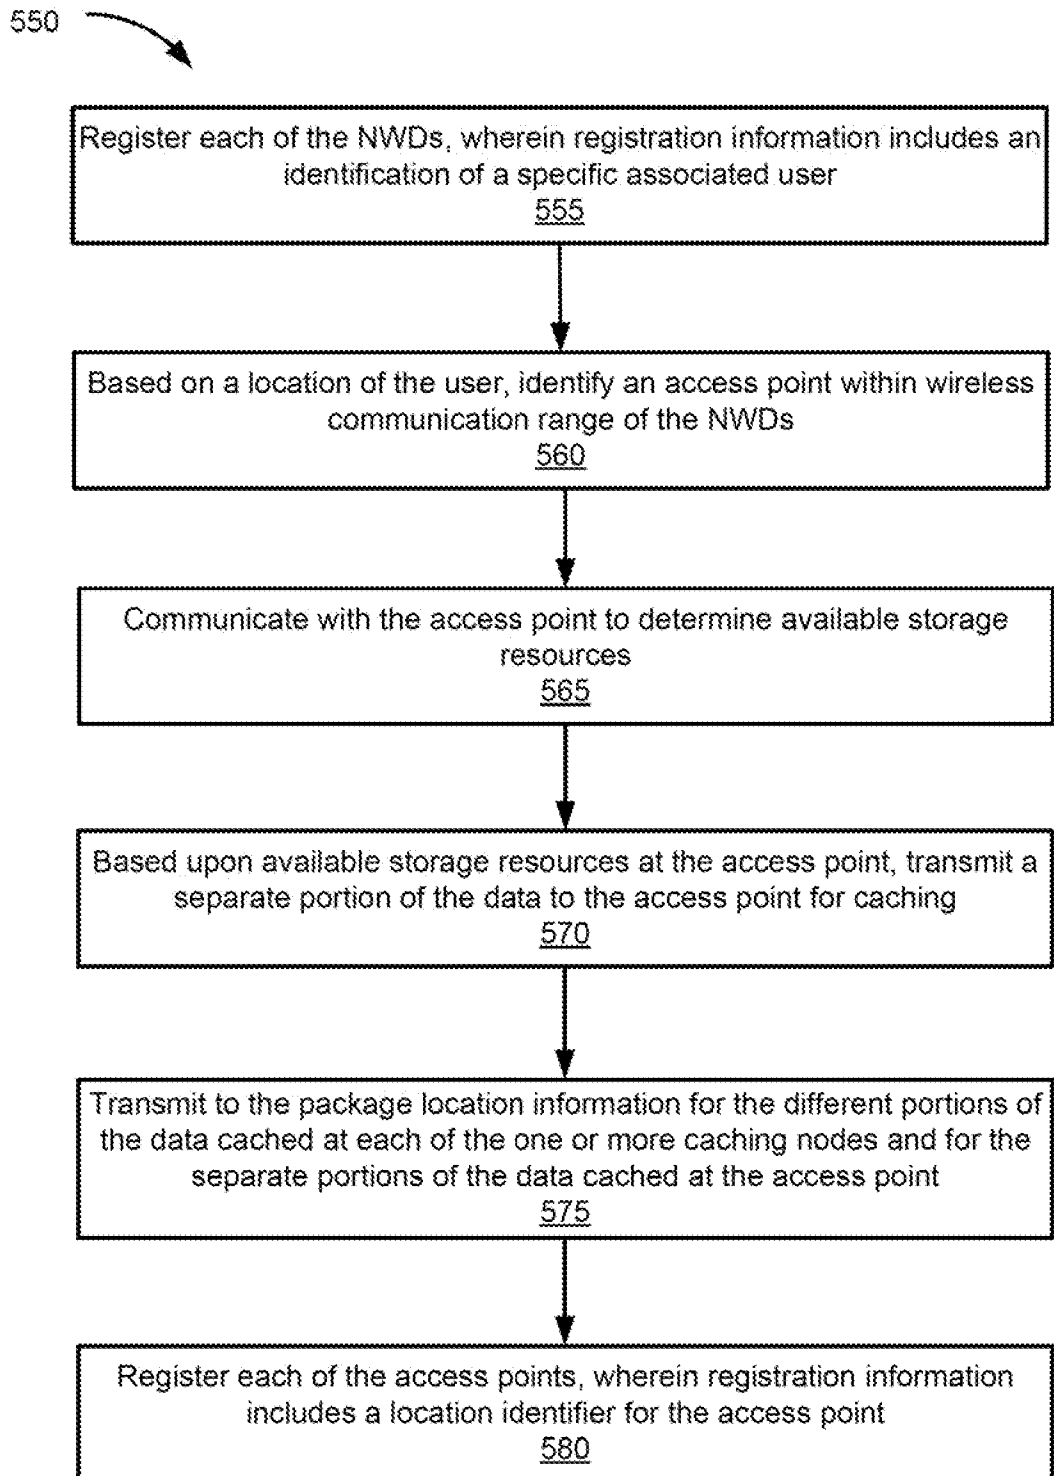 550
Register each of the NWDs, wherein registration information includes an
identification of a specific associated user
555
Based on a location of the user, identify an access point within wireless
communication range of the NWDs
560
Communicate with the access point to determine available storage
resources
565
Based upon available storage resources at the access point, transmit a
separate portion of the data to the access point for caching
570
Transmit to the package location information for the different portions of
the data cached at each of the one or more caching nodes and for the
separate portions of the data cached at the access point
575
Register each of the access points, wherein registration information
includes a location identifier for the access point
580